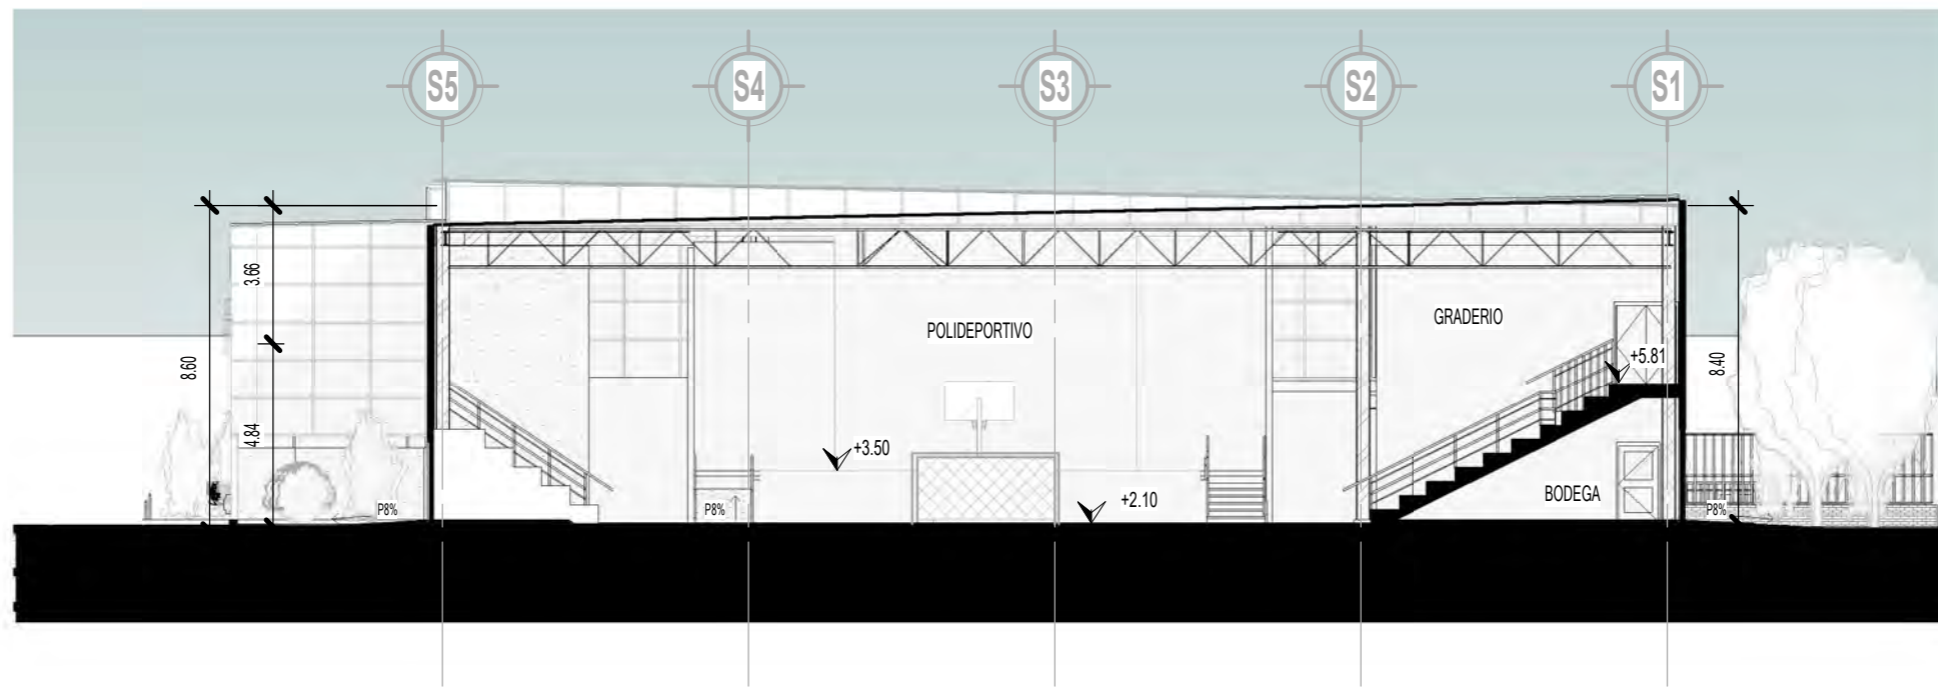 S5 S4 S3 S2 S1
3.66
8.60
4.84
POLIDEPORTIVO
GRADERIO
+5.81
8.40
+3.50
+2.10
BODEGA
P8%
P8%
P8%